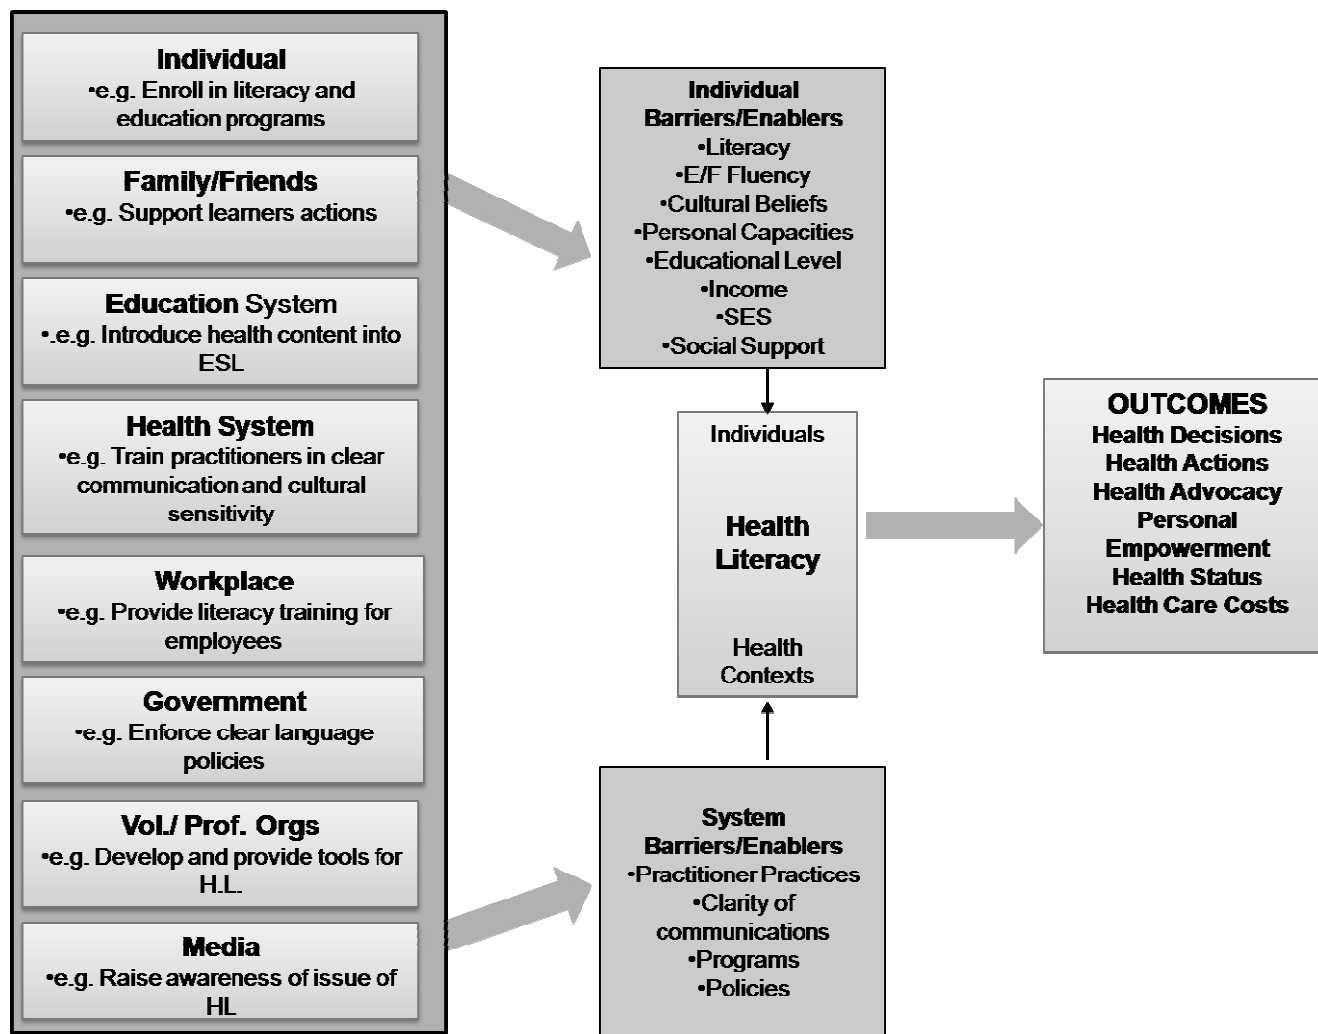 Individual
•e.g. Enroll in literacy and
education programs
Family/Friends
•e.g. Support learners actions
Education System
•.e.g. Introduce health content into
ESL
Health System
•e.g. Train practitioners in clear
communication and cultural
sensitivity
Workplace
•e.g. Provide literacy training for
employees
Government
•e.g. Enforce clear language
policies
Vol./ Prof. Orgs
•e.g. Develop and provide tools for
H.L.
Media
•e.g. Raise awareness of issue of
HL
Individual
Barriers/Enablers
•Literacy
•E/F Fluency
•Cultural Beliefs
•Personal Capacities
•Educational Level
•Income
•SES
•Social Support
Individuals
Health
Literacy
Health
Contexts
System
Barriers/Enablers
•Practitioner Practices
•Clarity of
communications
•Programs
•Policies
OUTCOMES
Health Decisions
Health Actions
Health Advocacy
Personal
Empowerment
Health Status
Health Care Costs